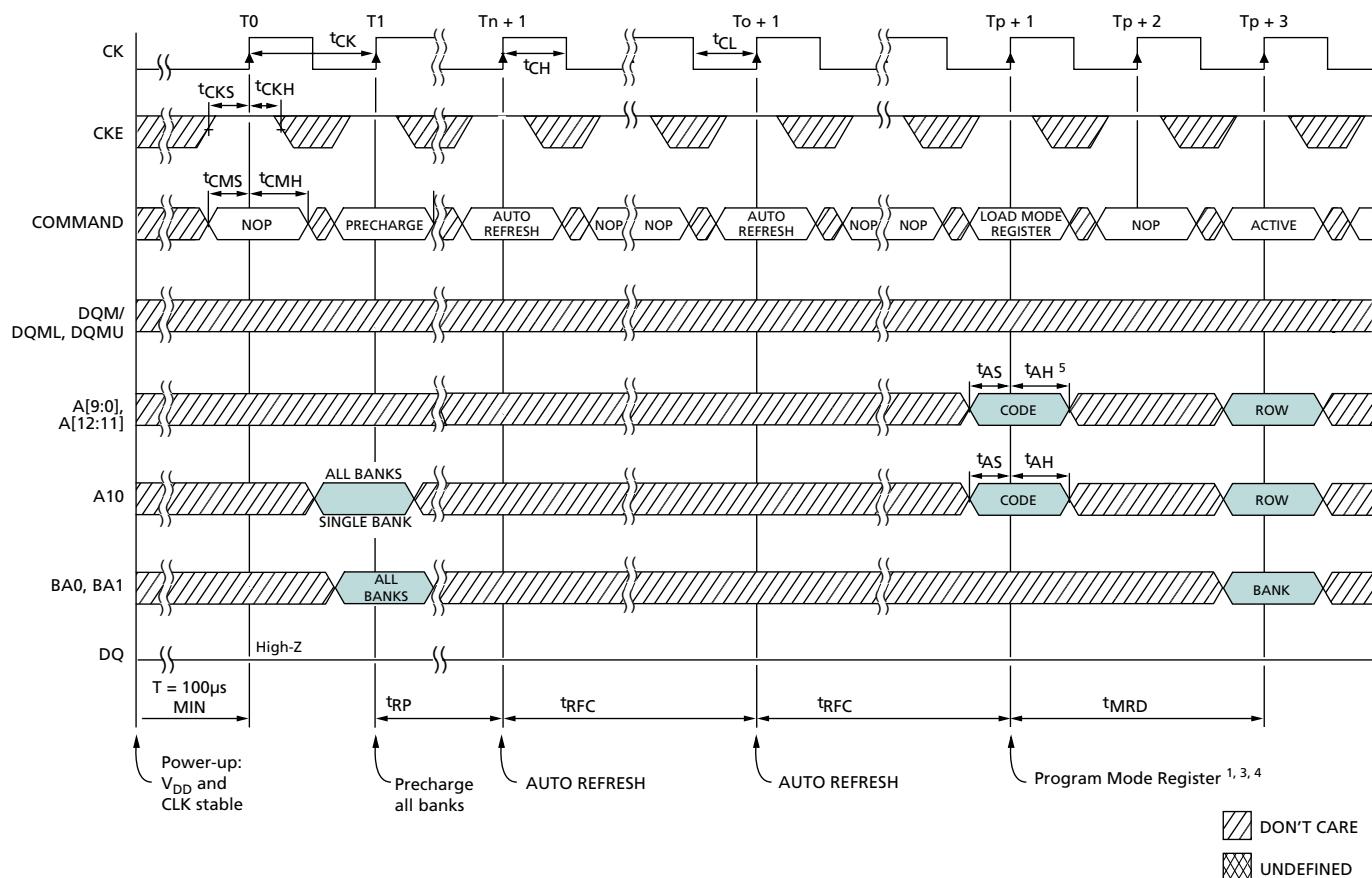 T0 T1 Tn + 1 To + 1 Tp + 1 Tp + 2 Tp + 3
CK
tCK
tCH
tCL
tCKS tCKH
CKE
tCMS tCMH
COMMAND
NOP PRECHARGE AUTO REFRESH NOP NOP AUTO REFRESH NOP NOP LOAD MODE REGISTER NOP ACTIVE
DQM/
DQML, DQMU
tAS tAH 5
A[9:0],
A[12:11]
CODE ROW
ALL BANKS
tAS tAH
A10
CODE ROW
SINGLE BANK
BA0, BA1
ALL BANKS
BANK
DQ
High-Z
T = 100µs
MIN
tRP tRFC tRFC tMRD
Power-up:
VDD and
CLK stable
Precharge
all banks
AUTO REFRESH
AUTO REFRESH
Program Mode Register 1, 3, 4
DON'T CARE
UNDEFINED